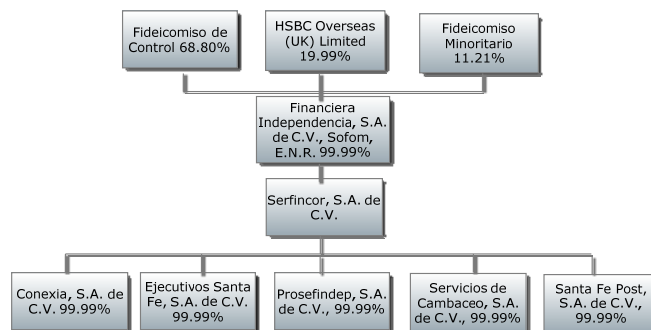 Fideicomiso de
Control 68.80%
HSBC Overseas
(UK) Limited
19.99%
Fideicomiso
Minoritario
11.21%
Financiera
Independencia, S.A.
de C.V., Sofom,
E.N.R. 99.99%
Serfincor, S.A. de
C.V.
Conexia, S.A. de
C.V. 99.99%
Ejecutivos Santa
Fe, S.A. de C.V.
99.99%
Prosefindep, S.A.
de C.V., 99.99%
Servicios de
Cambaceo, S.A.
de C.V., 99.99%
Santa Fe Post,
S.A. de C.V.,
99.99%